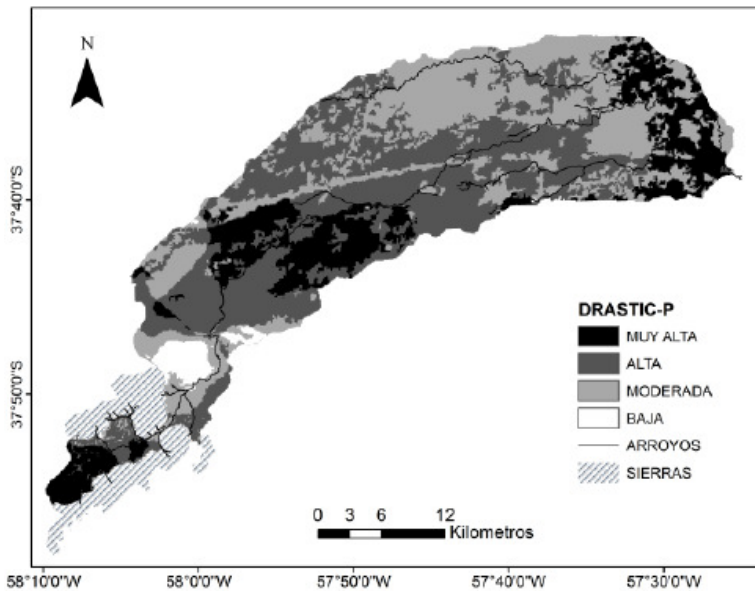 N
37°40'0"S
37°50'0"S
DRASTIC-P
MUY ALTA
ALTA
MODERADA
BAJA
ARROYOS
SIERRAS
0 3 6 12
Kilometros
58°10'0"W 58°0'0"W 57°50'0"W 57°40'0"W 57°30'0"W